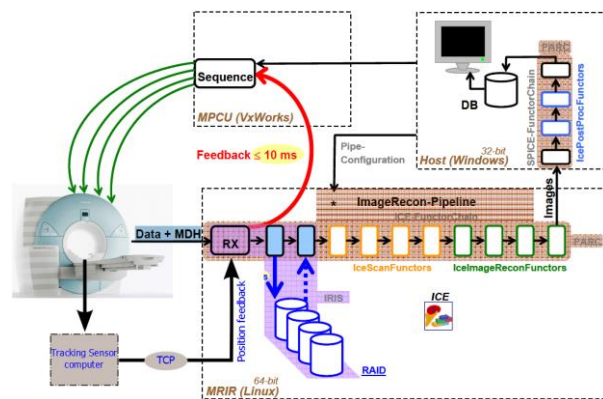 Sequence
MPCU (VxWorks)
Feedback ≤ 10 ms
DB
32-bit
Host (Windows)
PARC
SPICE-FunctorChain
IcePostProcFunctors
Pipe-
Configuration
Images
*
ImageRecon-Pipeline
ICE-FunctorChain
Data + MDH
RX
PARC
IceScanFunctors
IceImageReconFunctors
s
IRIS
ICE
RAID
Position feedback
Tracking Sensor
computer
TCP
64-bit
MRIR (Linux)